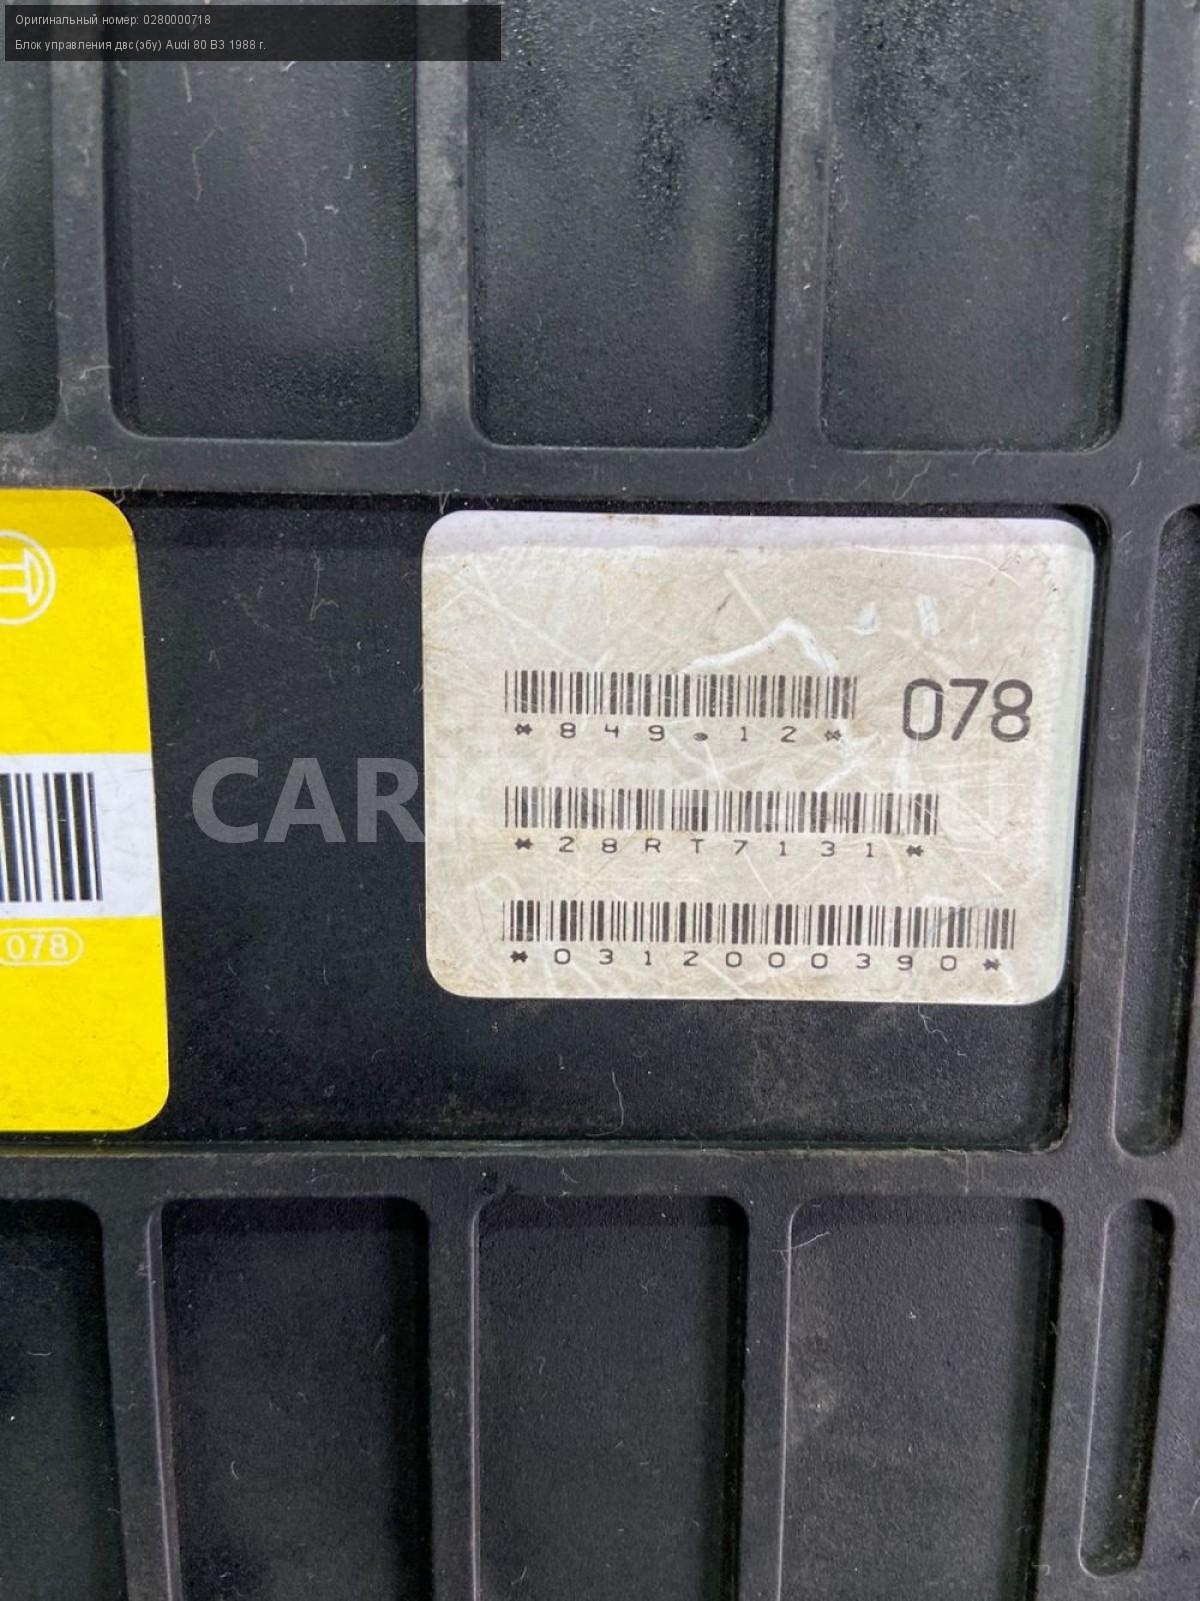 Оригинальный номер: 0280000718
Блок управления двс (эбу) Audi 80 B3 1988 г.
*849.12*
078
*28RT7131*
*0312000390*
078